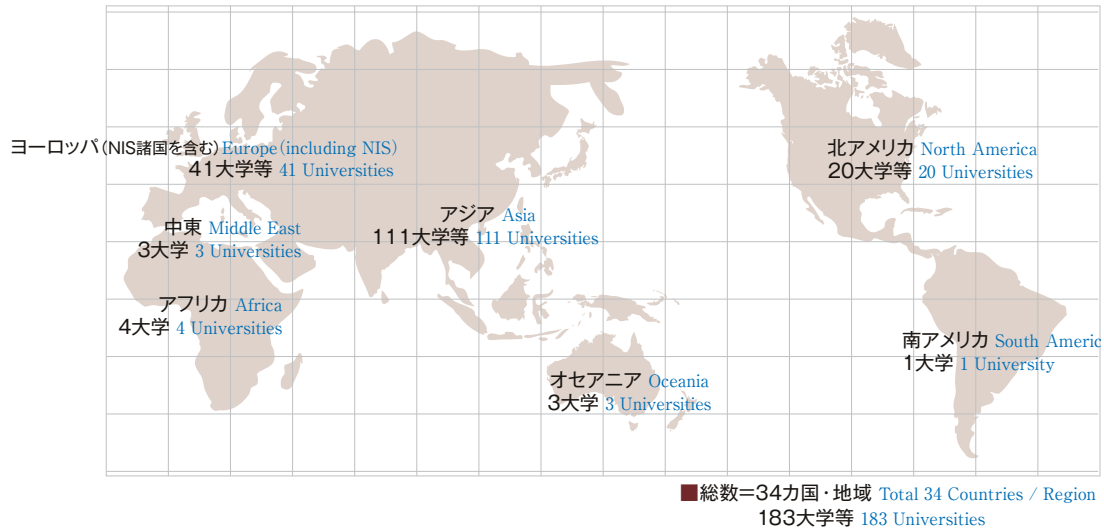 ヨーロッパ(NIS諸国を含む) Europe (including NIS)
41大学等 41 Universities
北アメリカ North America
20大学等 20 Universities
アジア Asia
111大学等 111 Universities
中東 Middle East
3大学 3 Universities
アフリカ Africa
4大学 4 Universities
南アメリカ South Americ
1大学 1 University
オセアニア Oceania
3大学 3 Universities
■総数=34カ国・地域 Total 34 Countries / Region
183大学等 183 Universities